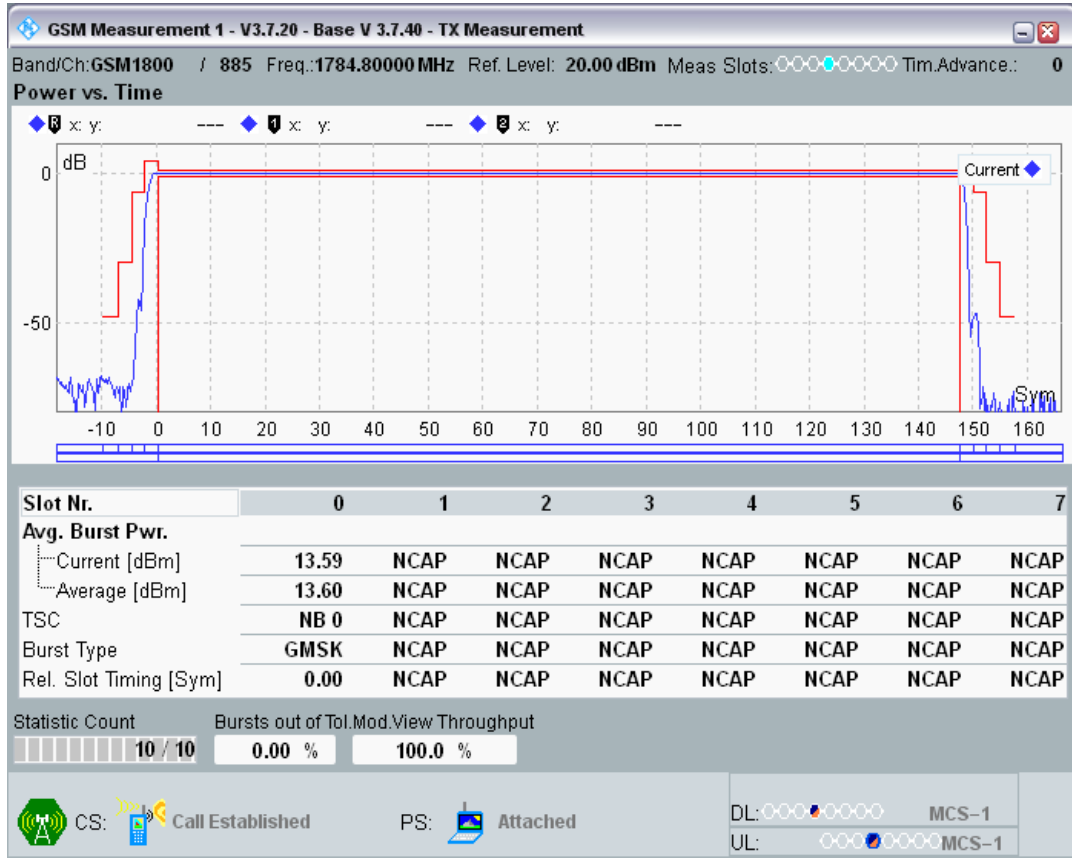 GSM Measurement 1 - V3.7.20 - Base V 3.7.40 - TX Measurement
Band/Ch:GSM1800 / 885 Freq.:1784.80000 MHz Ref. Level: 20.00 dBm Meas Slots: Tim.Advance.: 0
Power vs. Time
R x: y: --- 1 x: y: --- 2 x: y: ---
dB
Current
0
-50
Sym
-10 0 10 20 30 40 50 60 70 80 90 100 110 120 130 140 150 160
Slot Nr. 0 1 2 3 4 5 6 7
Avg. Burst Pwr.
Current [dBm] 13.59 NCAP NCAP NCAP NCAP NCAP NCAP NCAP
Average [dBm] 13.60 NCAP NCAP NCAP NCAP NCAP NCAP NCAP
TSC NB 0 NCAP NCAP NCAP NCAP NCAP NCAP NCAP
Burst Type GMSK NCAP NCAP NCAP NCAP NCAP NCAP NCAP
Rel. Slot Timing [Sym] 0.00 NCAP NCAP NCAP NCAP NCAP NCAP NCAP
Statistic Count Bursts out of Tol. Mod.View Throughput
10 / 10 0.00 % 100.0 %
CS: Call Established PS: Attached
DL: MCS-1
UL: MCS-1